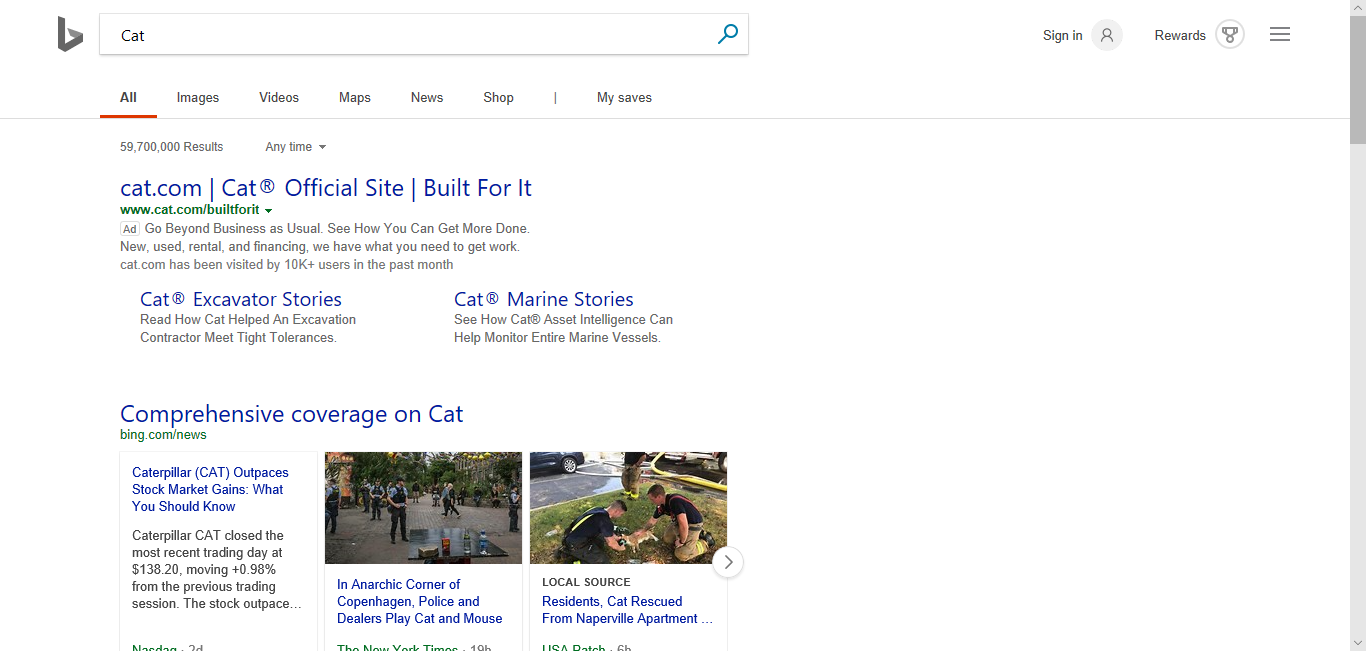 Cat
Sign in
Rewards
All
Images
Videos
Maps
News
Shop
|
My saves
59,700,000 Results
Any time
cat.com | Cat® Official Site | Built For It
www.cat.com/builtforit
Ad Go Beyond Business as Usual. See How You Can Get More Done.
New, used, rental, and financing, we have what you need to get work.
cat.com has been visited by 10K+ users in the past month
Cat® Excavator Stories
Read How Cat Helped An Excavation
Contractor Meet Tight Tolerances.
Cat® Marine Stories
See How Cat® Asset Intelligence Can
Help Monitor Entire Marine Vessels.
Comprehensive coverage on Cat
bing.com/news
Caterpillar (CAT) Outpaces
Stock Market Gains: What
You Should Know
Caterpillar CAT closed the
most recent trading day at
$138.20, moving +0.98%
from the previous trading
session. The stock outpace…
Nasdaq · 2d
In Anarchic Corner of
Copenhagen, Police and
Dealers Play Cat and Mouse
The New York Times · 19h
LOCAL SOURCE
Residents, Cat Rescued
From Naperville Apartment …
USA Patch · 6h